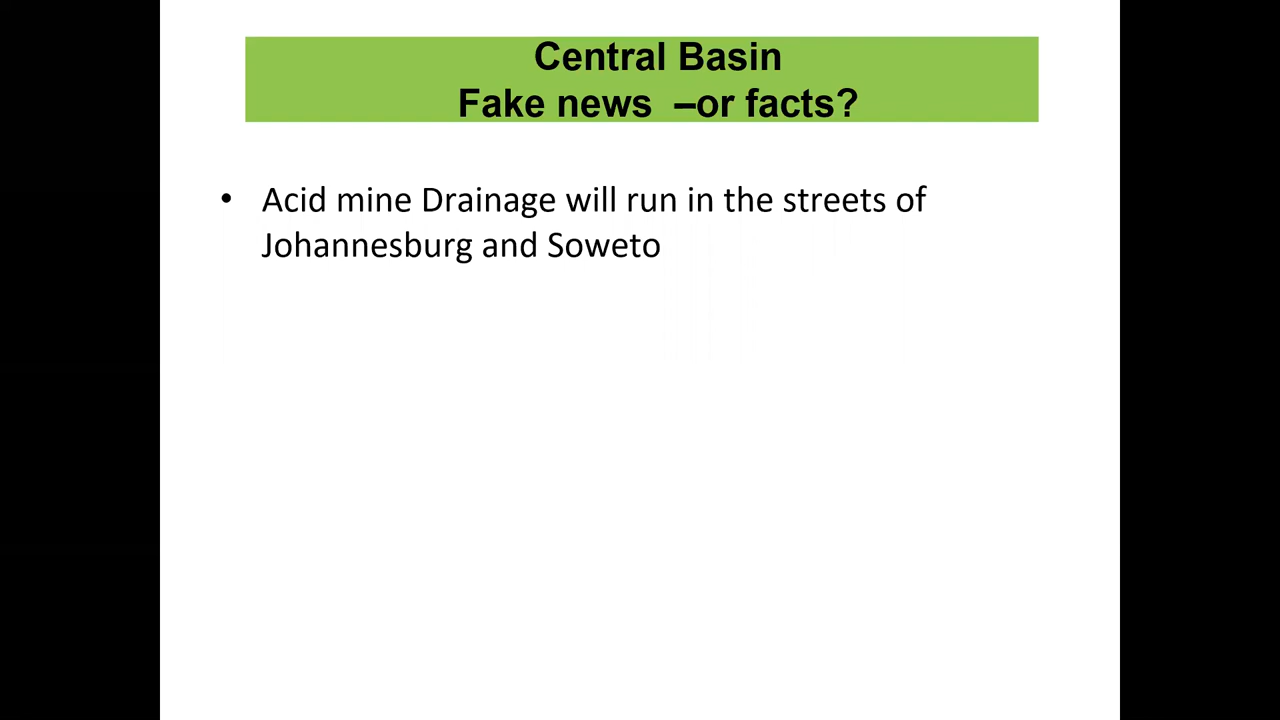 Central Basin
Fake news –or facts?
• Acid mine Drainage will run in the streets of
Johannesburg and Soweto